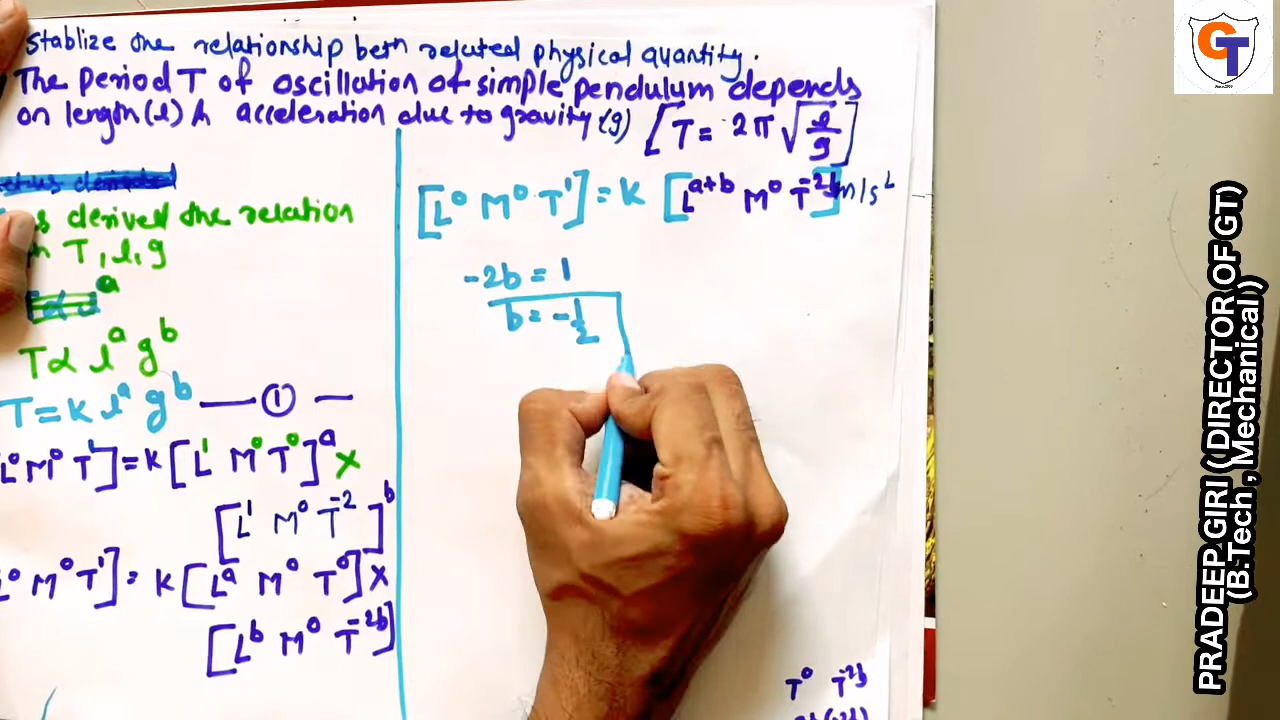 stablize the relationship betn related physical quantity.
The period T of oscillation of simple pendulum depends
on length(l) & acceleration due to gravity (g) [T = 2π √l/g]
s derived the relation
T, l, g
a
T∝ l^a g^b
T = k l^a g^b — ① —
L⁰ M⁰ T¹] = k [L¹ M⁰ T⁰]^a ×
[L¹ M⁰ T⁻²]^b
L⁰ M⁰ T¹] = k [L^a M⁰ T⁰] ×
[L^b M⁰ T⁻²ᵇ]
[L⁰ M⁰ T¹] = k [L^a+b M⁰ T⁻²ᵇ] m/s²
-2b = 1
b = -1/2
T⁰ T⁻²ᵇ
GT
PRADEEP GIRI ( DIRECTOR OF GT)
(B.Tech , Mechanical )